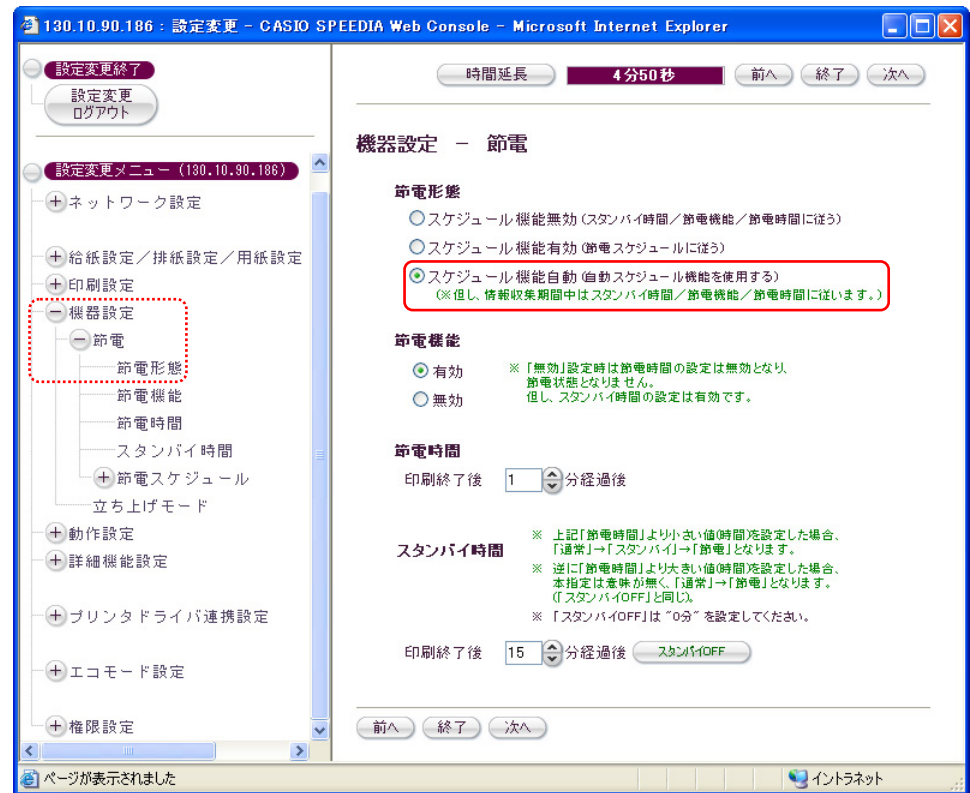 130.10.90.186 : 設定変更 - CASIO SPEEDIA Web Console - Microsoft Internet Explorer
設定変更終了
設定変更
ログアウト
設定変更メニュー (130.10.90.186)
ネットワーク設定
給紙設定／排紙設定／用紙設定
印刷設定
機器設定
節電
節電形態
節電機能
節電時間
スタンバイ時間
節電スケジュール
立ち上げモード
動作設定
詳細機能設定
プリンタドライバ連携設定
エコモード設定
権限設定
時間延長
4分50秒
前へ
終了
次へ
機器設定 － 節電
節電形態
スケジュール機能無効(スタンバイ時間／節電機能／節電時間に従う)
スケジュール機能有効(節電スケジュールに従う)
スケジュール機能自動(自動スケジュール機能を使用する)
(※但し、情報収集期間中はスタンバイ時間／節電機能／節電時間に従います。)
節電機能
有効
無効
※「無効」設定時は節電時間の設定は無効となり、
節電状態となりません。
但し、スタンバイ時間の設定は有効です。
節電時間
印刷終了後 1 分経過後
スタンバイ時間
※ 上記「節電時間」より小さい値(時間)を設定した場合、
「通常」→「スタンバイ」→「節電」となります。
※ 逆に「節電時間」より大きい値(時間)を設定した場合、
本指定は意味が無く、「通常」→「節電」となります。
(「スタンバイOFF」と同じ)。
※ 「スタンバイOFF」は "0分" を設定してください。
印刷終了後 15 分経過後 スタンバイOFF
前へ
終了
次へ
ページが表示されました
イントラネット